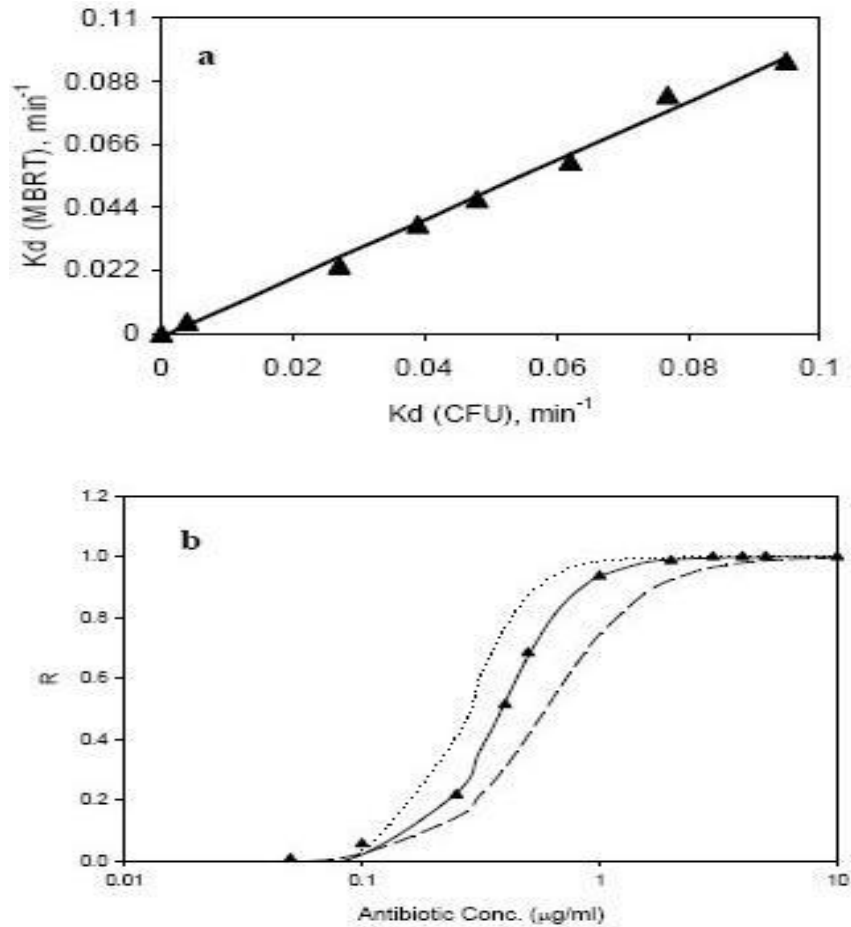 a
0.11
0.088
0.066
0.044
0.022
0
Kd (MBRT), min⁻¹
0 0.02 0.04 0.06 0.08 0.1
Kd (CFU), min⁻¹
b
1.2
1.0
0.8
0.6
0.4
0.2
0.0
R
0.01 0.1 1 10
Antibiotic Conc. (µg/ml)